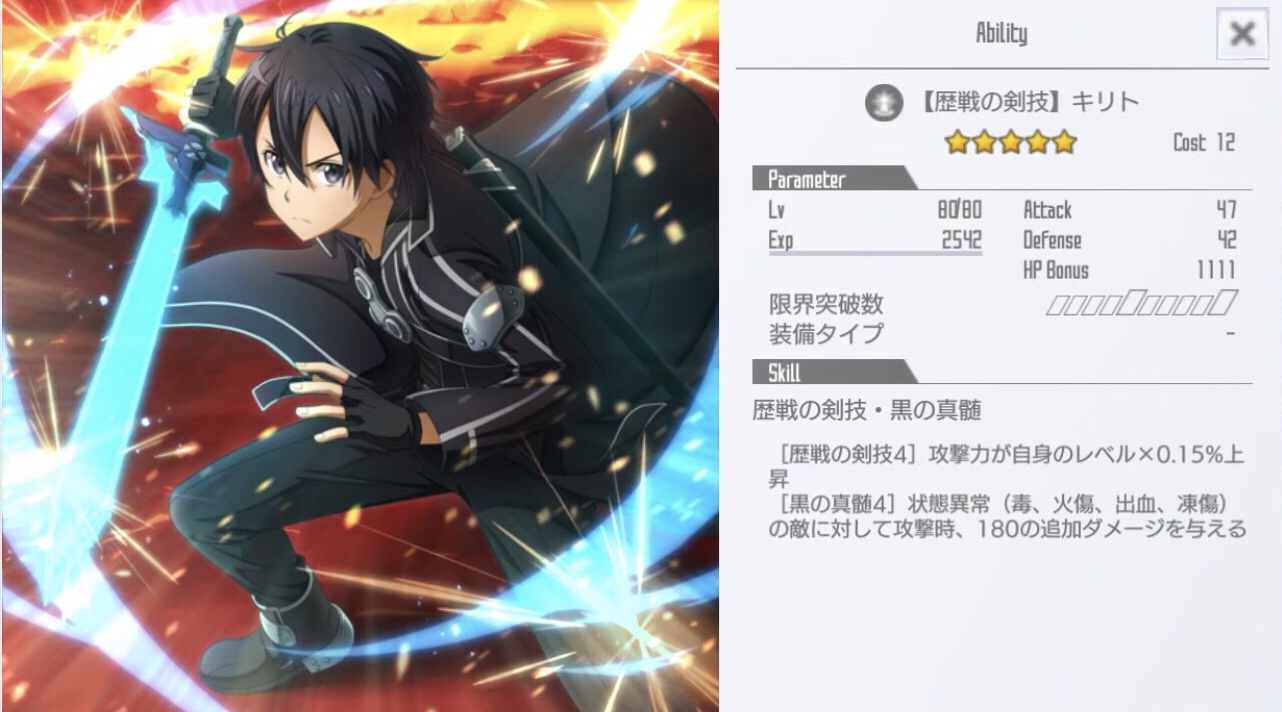 Ability
【歴戦の剣技】キリト
Cost 12
Parameter
Lv 80/80 Attack 47
Exp 2542 Defense 42
HP Bonus 1111
限界突破数
装備タイプ -
Skill
歴戦の剣技・黒の真髄
［歴戦の剣技4］攻撃力が自身のレベル×0.15%上
昇
［黒の真髄4］状態異常（毒、火傷、出血、凍傷）
の敵に対して攻撃時、180の追加ダメージを与える